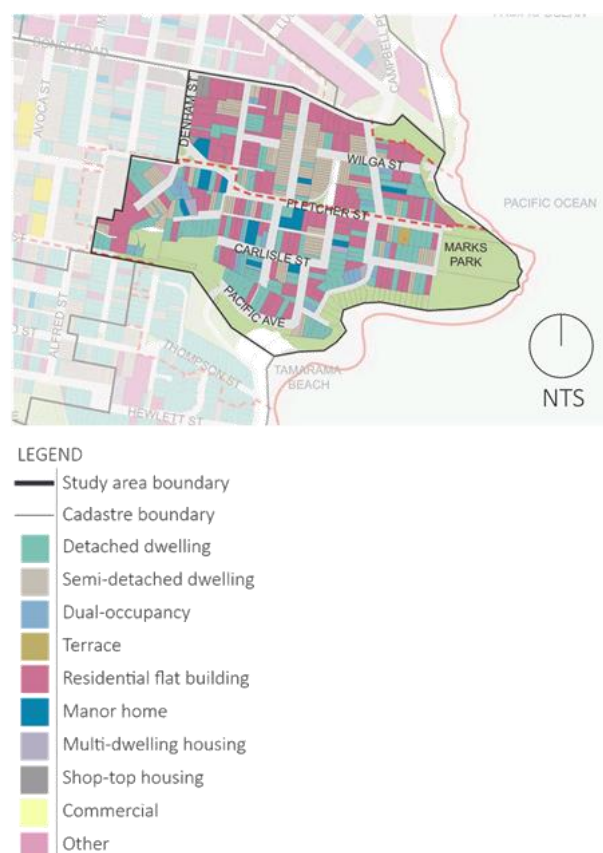 PACIFIC OCEAN
CAMPBELL P
DENHAM ST
AVOCA ST
WILGA ST
PACIFIC OCEAN
FLETCHER ST
MARKS
PARK
CARLISLE ST
PACIFIC AVE
ALFRED ST
THOMPSON ST
TAMARAMA
BEACH
HEWLETT ST
NTS
LEGEND
Study area boundary
Cadastre boundary
Detached dwelling
Semi-detached dwelling
Dual-occupancy
Terrace
Residential flat building
Manor home
Multi-dwelling housing
Shop-top housing
Commercial
Other